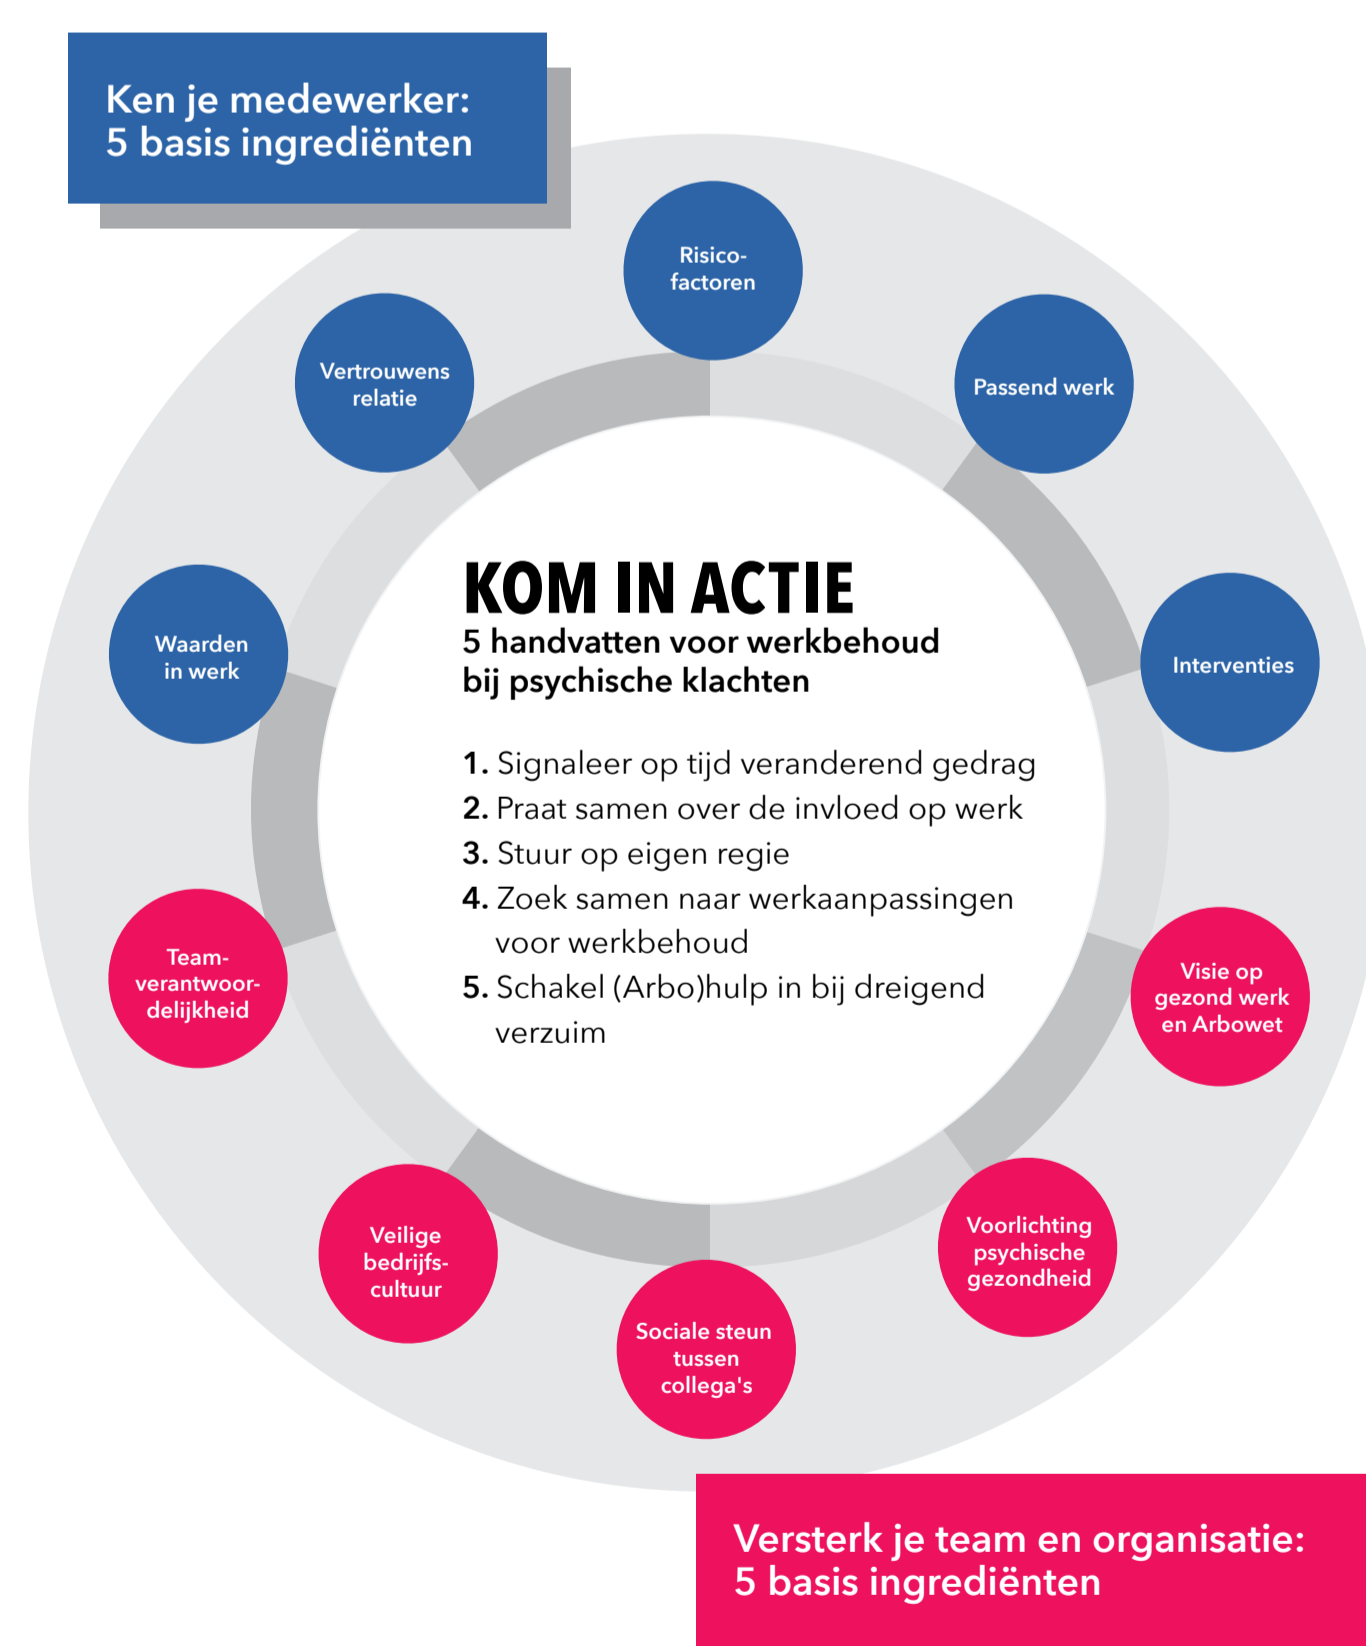 Ken je medewerker:
5 basis ingrediënten
Risico-
factoren
Vertrouwens
relatie
Passend werk
Waarden
in werk
Interventies
KOM IN ACTIE
5 handvatten voor werkbehoud
bij psychische klachten
1. Signaleer op tijd veranderend gedrag
2. Praat samen over de invloed op werk
3. Stuur op eigen regie
4. Zoek samen naar werkaanpassingen
voor werkbehoud
5. Schakel (Arbo)hulp in bij dreigend
verzuim
Team-
verantwoor-
delijkheid
Visie op
gezond werk
en Arbowet
Veilige
bedrijfs-
cultuur
Voorlichting
psychische
gezondheid
Sociale steun
tussen
collega's
Versterk je team en organisatie:
5 basis ingrediënten